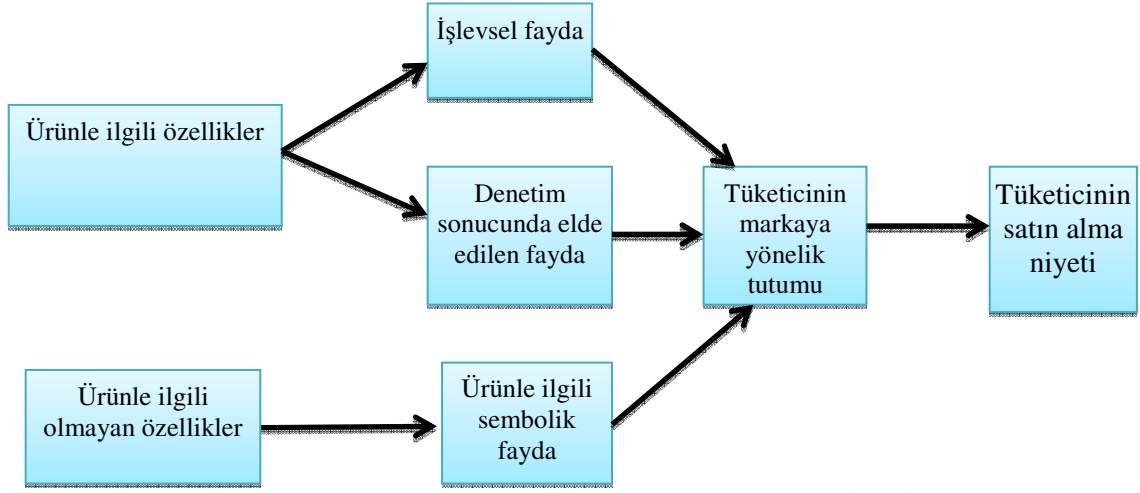 İşlevsel fayda
Ürünle ilgili özellikler
Denetim
sonucunda elde
edilen fayda
Tüketicinin
markaya
yönelik
tutumu
Tüketicinin
satın alma
niyeti
Ürünle ilgili
olmayan özellikler
Ürünle ilgili
sembolik
fayda